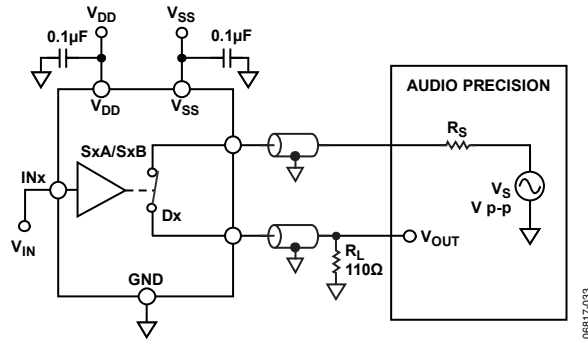 VDD
VSS
0.1µF
0.1µF
VDD
VSS
AUDIO PRECISION
SxA/SxB
RS
INx
VS
V p-p
Dx
VIN
VOUT
RL
110Ω
GND
06817-033